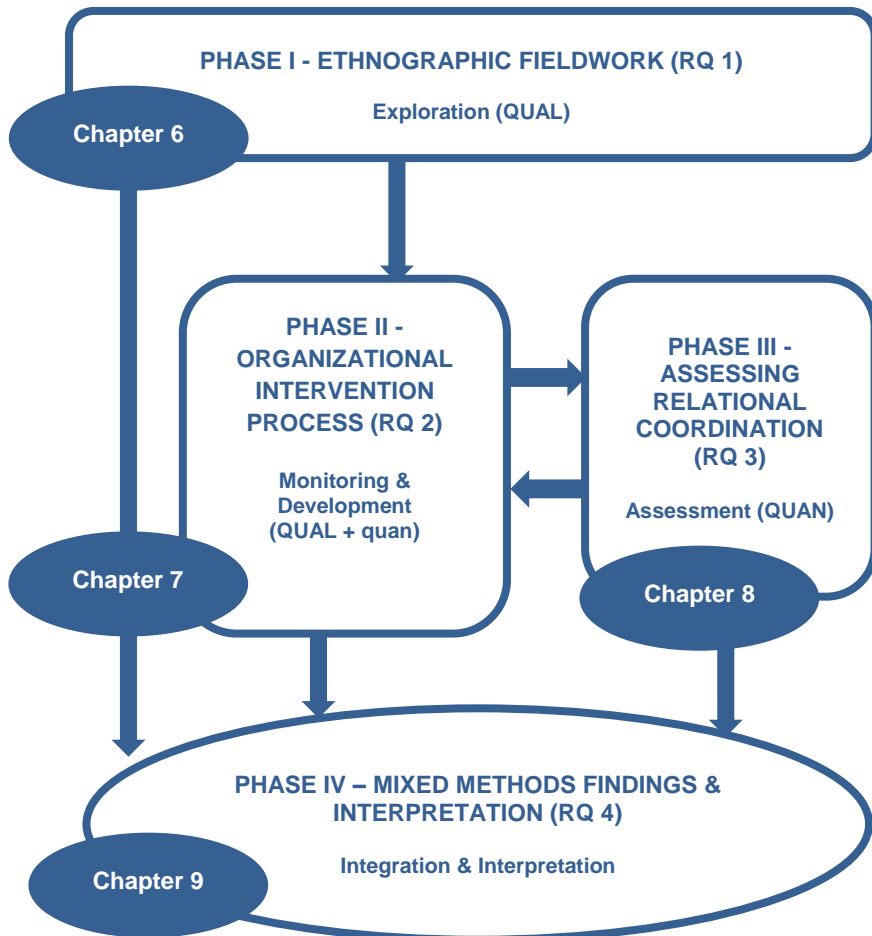 PHASE I - ETHNOGRAPHIC FIELDWORK (RQ 1)
Exploration (QUAL)
Chapter 6
PHASE II -
ORGANIZATIONAL
INTERVENTION
PROCESS (RQ 2)
Monitoring &
Development
(QUAL + quan)
Chapter 7
PHASE III -
ASSESSING
RELATIONAL
COORDINATION
(RQ 3)
Assessment (QUAN)
Chapter 8
PHASE IV – MIXED METHODS FINDINGS &
INTERPRETATION (RQ 4)
Integration & Interpretation
Chapter 9